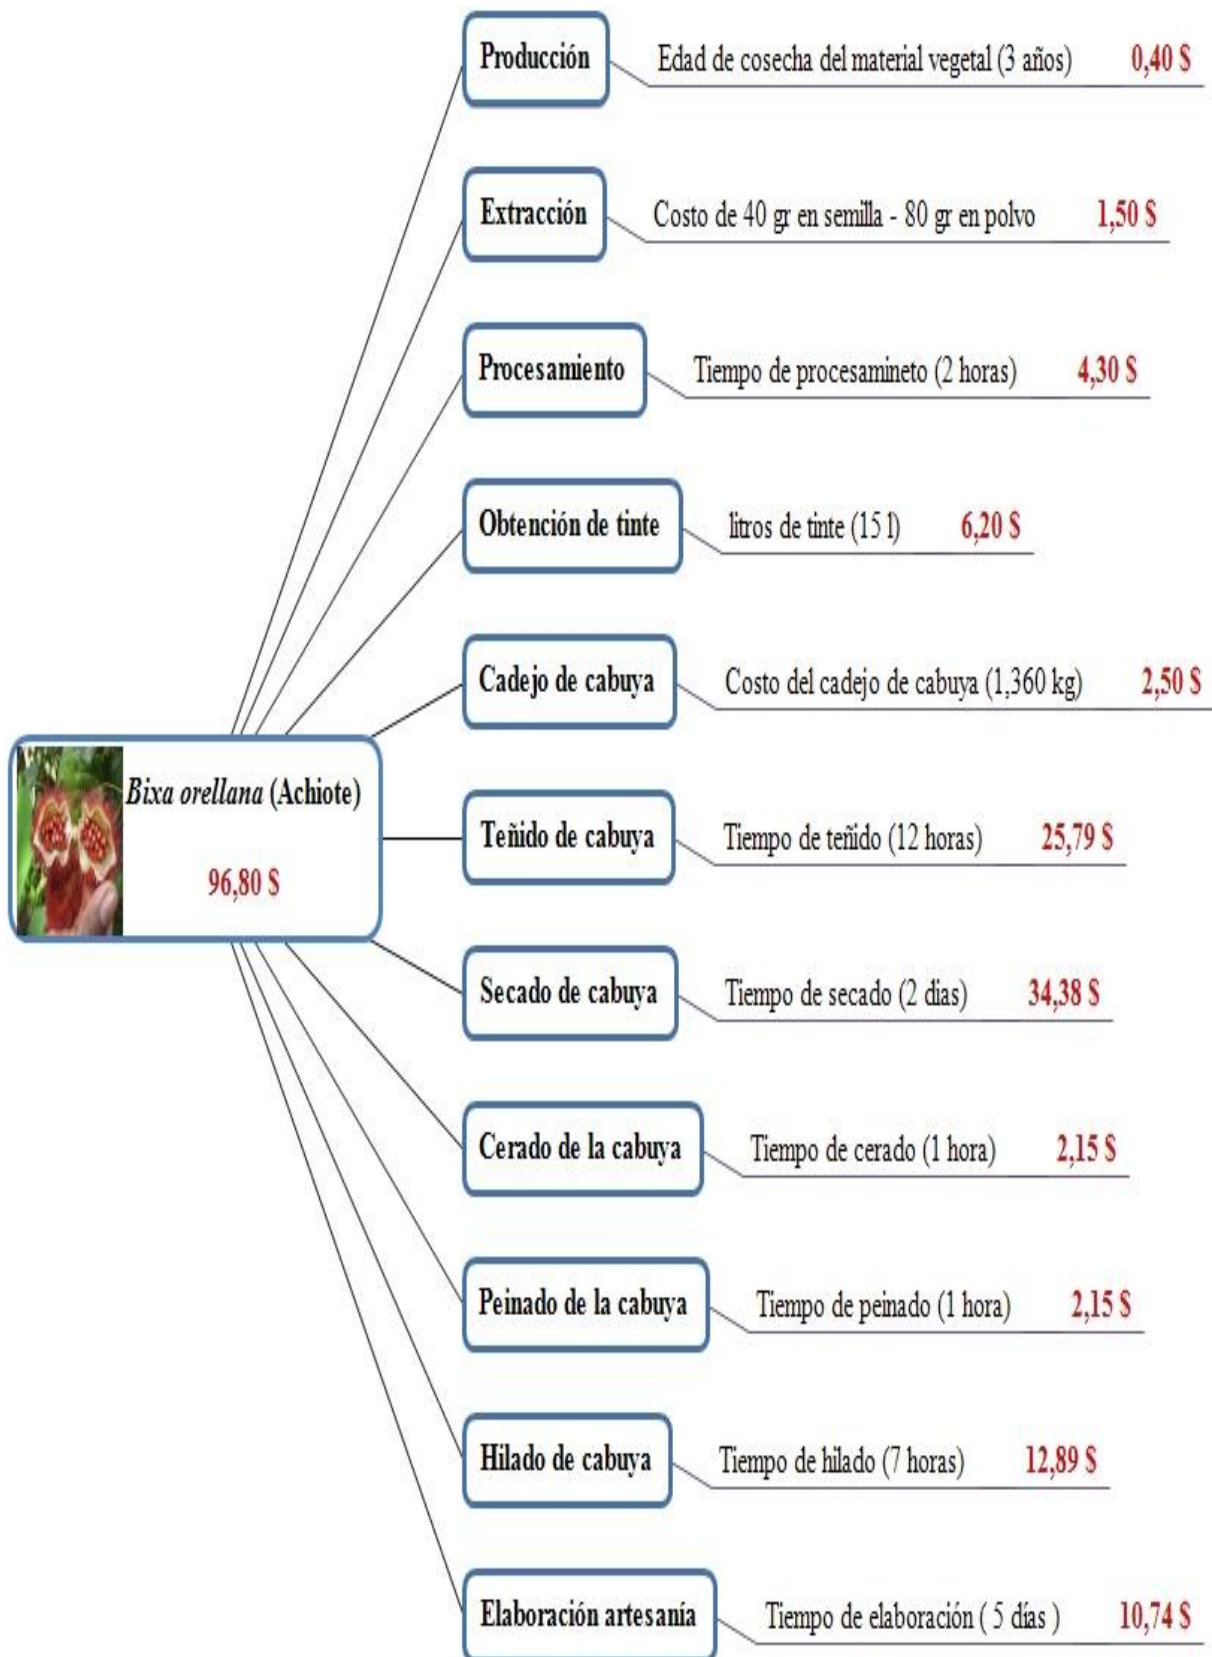 Producción Edad de cosecha del material vegetal (3 años) 0,40 $
Extracción Costo de 40 gr en semilla - 80 gr en polvo 1,50 $
Procesamiento Tiempo de procesamineto (2 horas) 4,30 $
Obtención de tinte litros de tinte (15 l) 6,20 $
Cadejo de cabuya Costo del cadejo de cabuya (1,360 kg) 2,50 $
Bixa orellana (Achiote)
96,80 $
Teñido de cabuya Tiempo de teñido (12 horas) 25,79 $
Secado de cabuya Tiempo de secado (2 dias) 34,38 $
Cerado de la cabuya Tiempo de cerado (1 hora) 2,15 $
Peinado de la cabuya Tiempo de peinado (1 hora) 2,15 $
Hilado de cabuya Tiempo de hilado (7 horas) 12,89 $
Elaboración artesanía Tiempo de elaboración ( 5 días ) 10,74 $